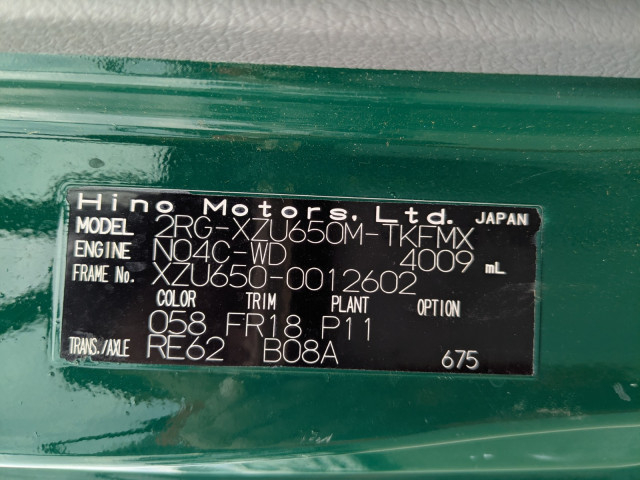 Hino Motors, Ltd. JAPAN
MODEL 2RG-XZU650M-TKFMX
ENGINE N04C-WD 4009 mL
FRAME No. XZU650-0012602
COLOR TRIM PLANT OPTION
058 FR18 P11
TRANS./AXLE RE62 B08A 675